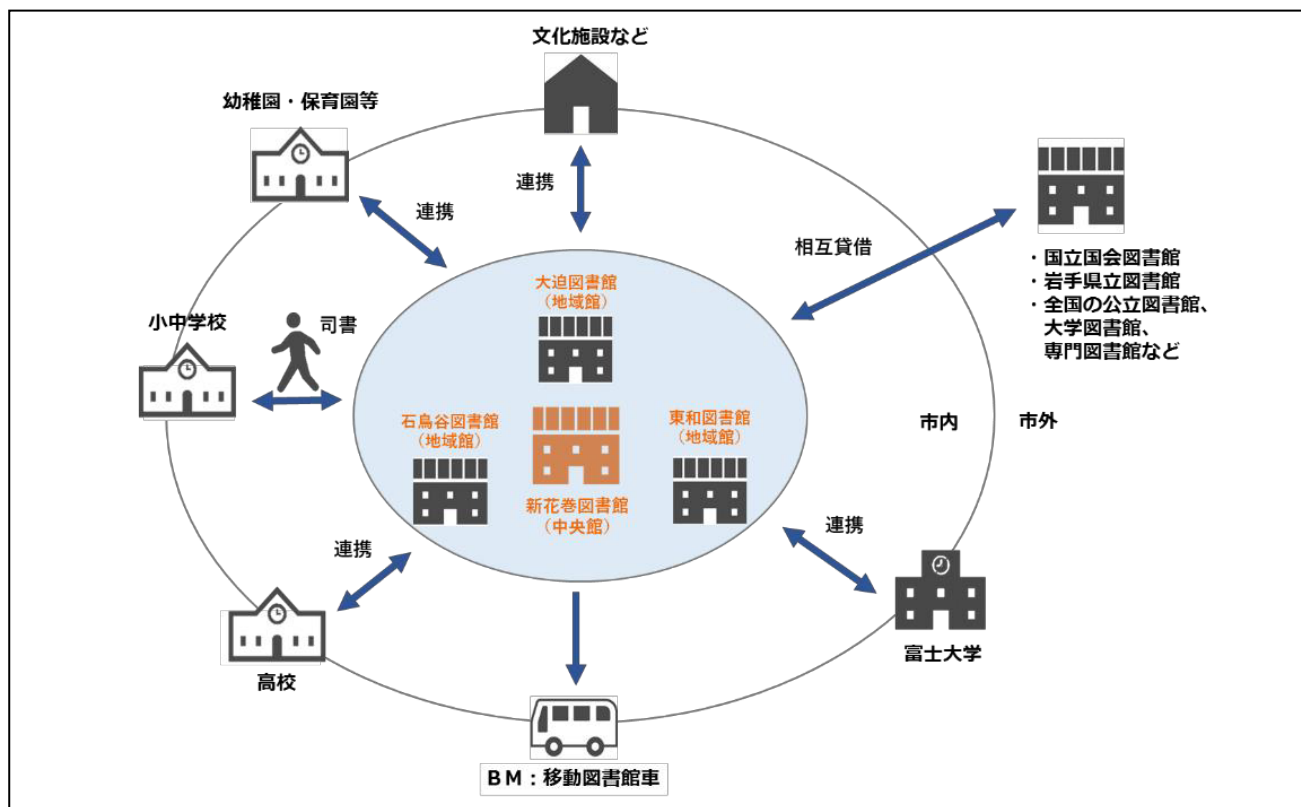 文化施設など
幼稚園・保育園等
連携
連携
相互貸借
・国立国会図書館
・岩手県立図書館
・全国の公立図書館、
大学図書館、
専門図書館など
小中学校
司書
大迫図書館
（地域館）
石鳥谷図書館
（地域館）
東和図書館
（地域館）
新花巻図書館
（中央館）
市内
市外
連携
連携
高校
富士大学
ＢＭ：移動図書館車